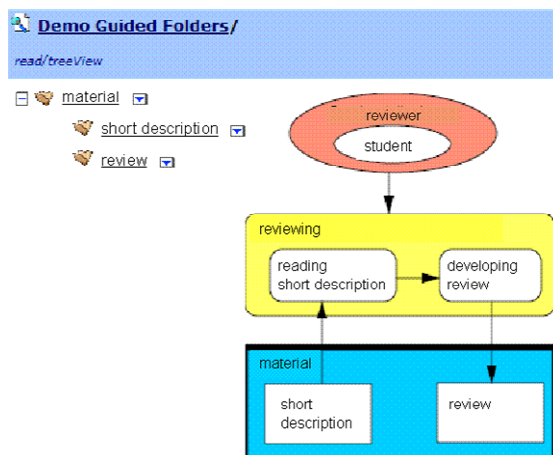 Demo Guided Folders/
read/treeView
material
short description
review
reviewer
student
reviewing
reading
short description
developing
review
material
short
description
review